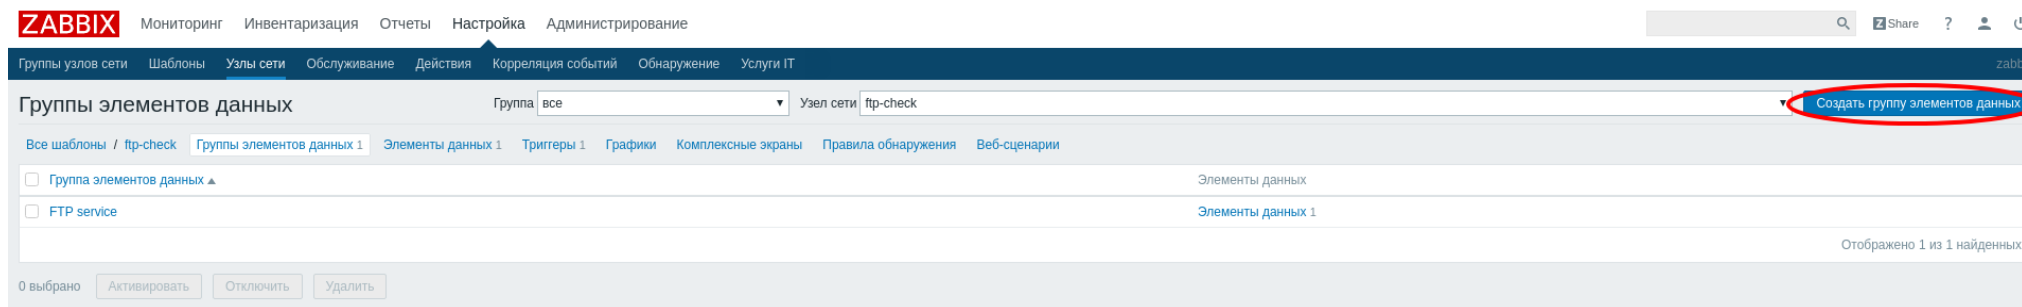 ZABBIX Мониторинг Инвентаризация Отчеты Настройка Администрирование Z Share ?
Группы узлов сети Шаблоны Узлы сети Обслуживание Действия Корреляция событий Обнаружение Услуги IT zabb
Группы элементов данных Группа все Узел сети ftp-check Создать группу элементов данных
Все шаблоны / ftp-check Группы элементов данных 1 Элементы данных 1 Триггеры 1 Графики Комплексные экраны Правила обнаружения Веб-сценарии
Группа элементов данных Элементы данных
FTP service Элементы данных 1
Отображено 1 из 1 найденных
0 выбрано Активировать Отключить Удалить